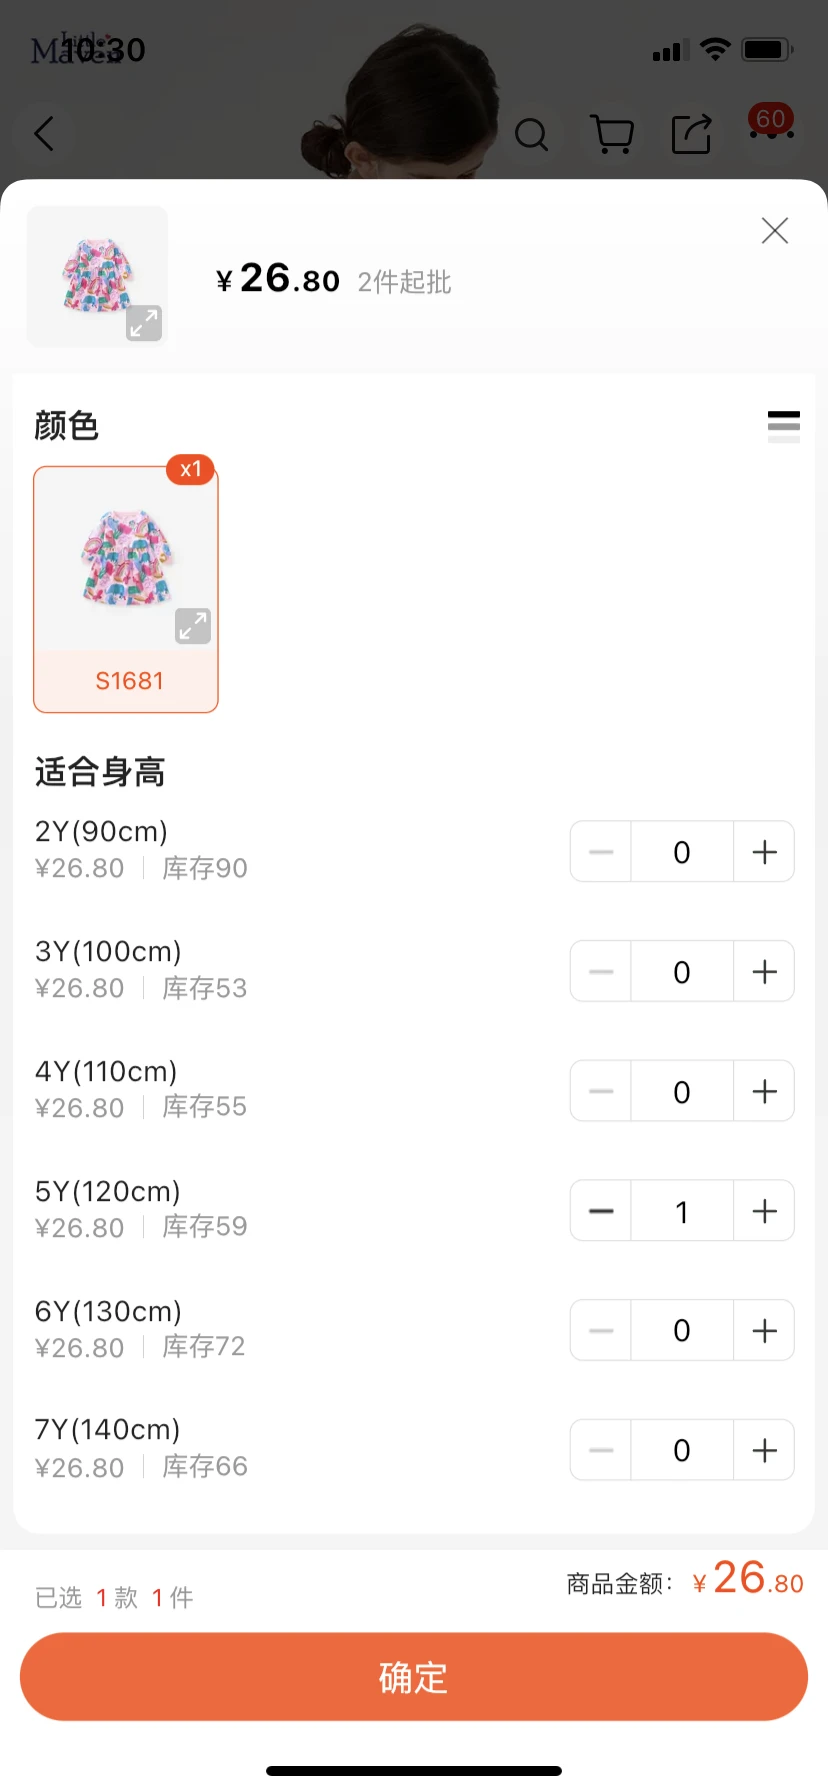 Little Maven
10:30
60
¥26.80 2件起批
颜色
x1
S1681
适合身高
2Y(90cm)
¥26.80 库存90
0
3Y(100cm)
¥26.80 库存53
0
4Y(110cm)
¥26.80 库存55
0
5Y(120cm)
¥26.80 库存59
1
6Y(130cm)
¥26.80 库存72
0
7Y(140cm)
¥26.80 库存66
0
已选 1 款 1 件
商品金额: ¥26.80
确定